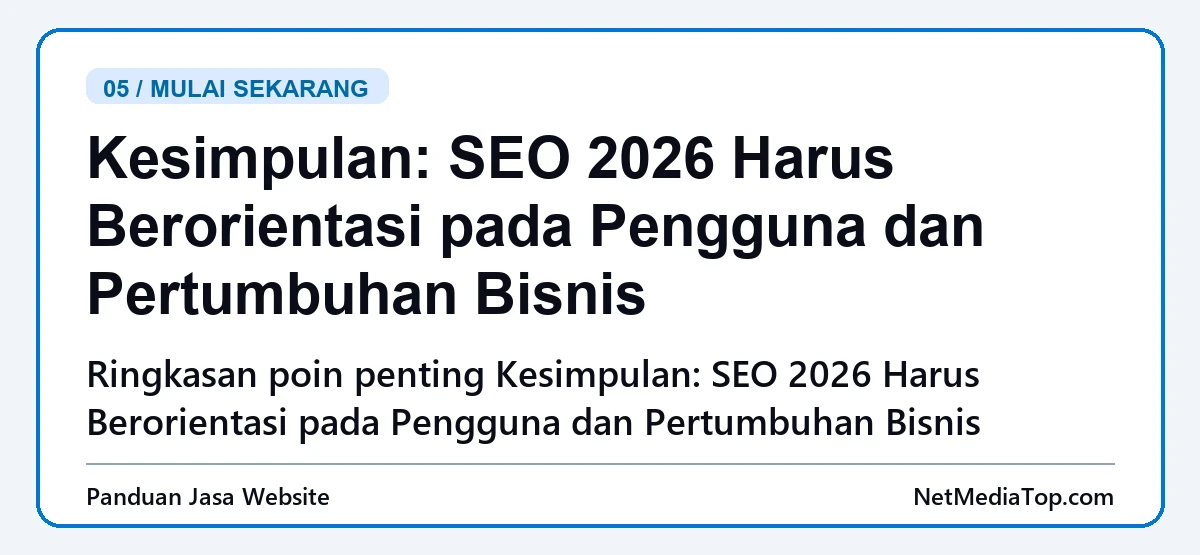 05 / MULAI SEKARANG
Kesimpulan: SEO 2026 Harus
Berorientasi pada Pengguna dan
Pertumbuhan Bisnis
Ringkasan poin penting Kesimpulan: SEO 2026 Harus
Berorientasi pada Pengguna dan Pertumbuhan Bisnis
Panduan Jasa Website
NetMediaTop.com